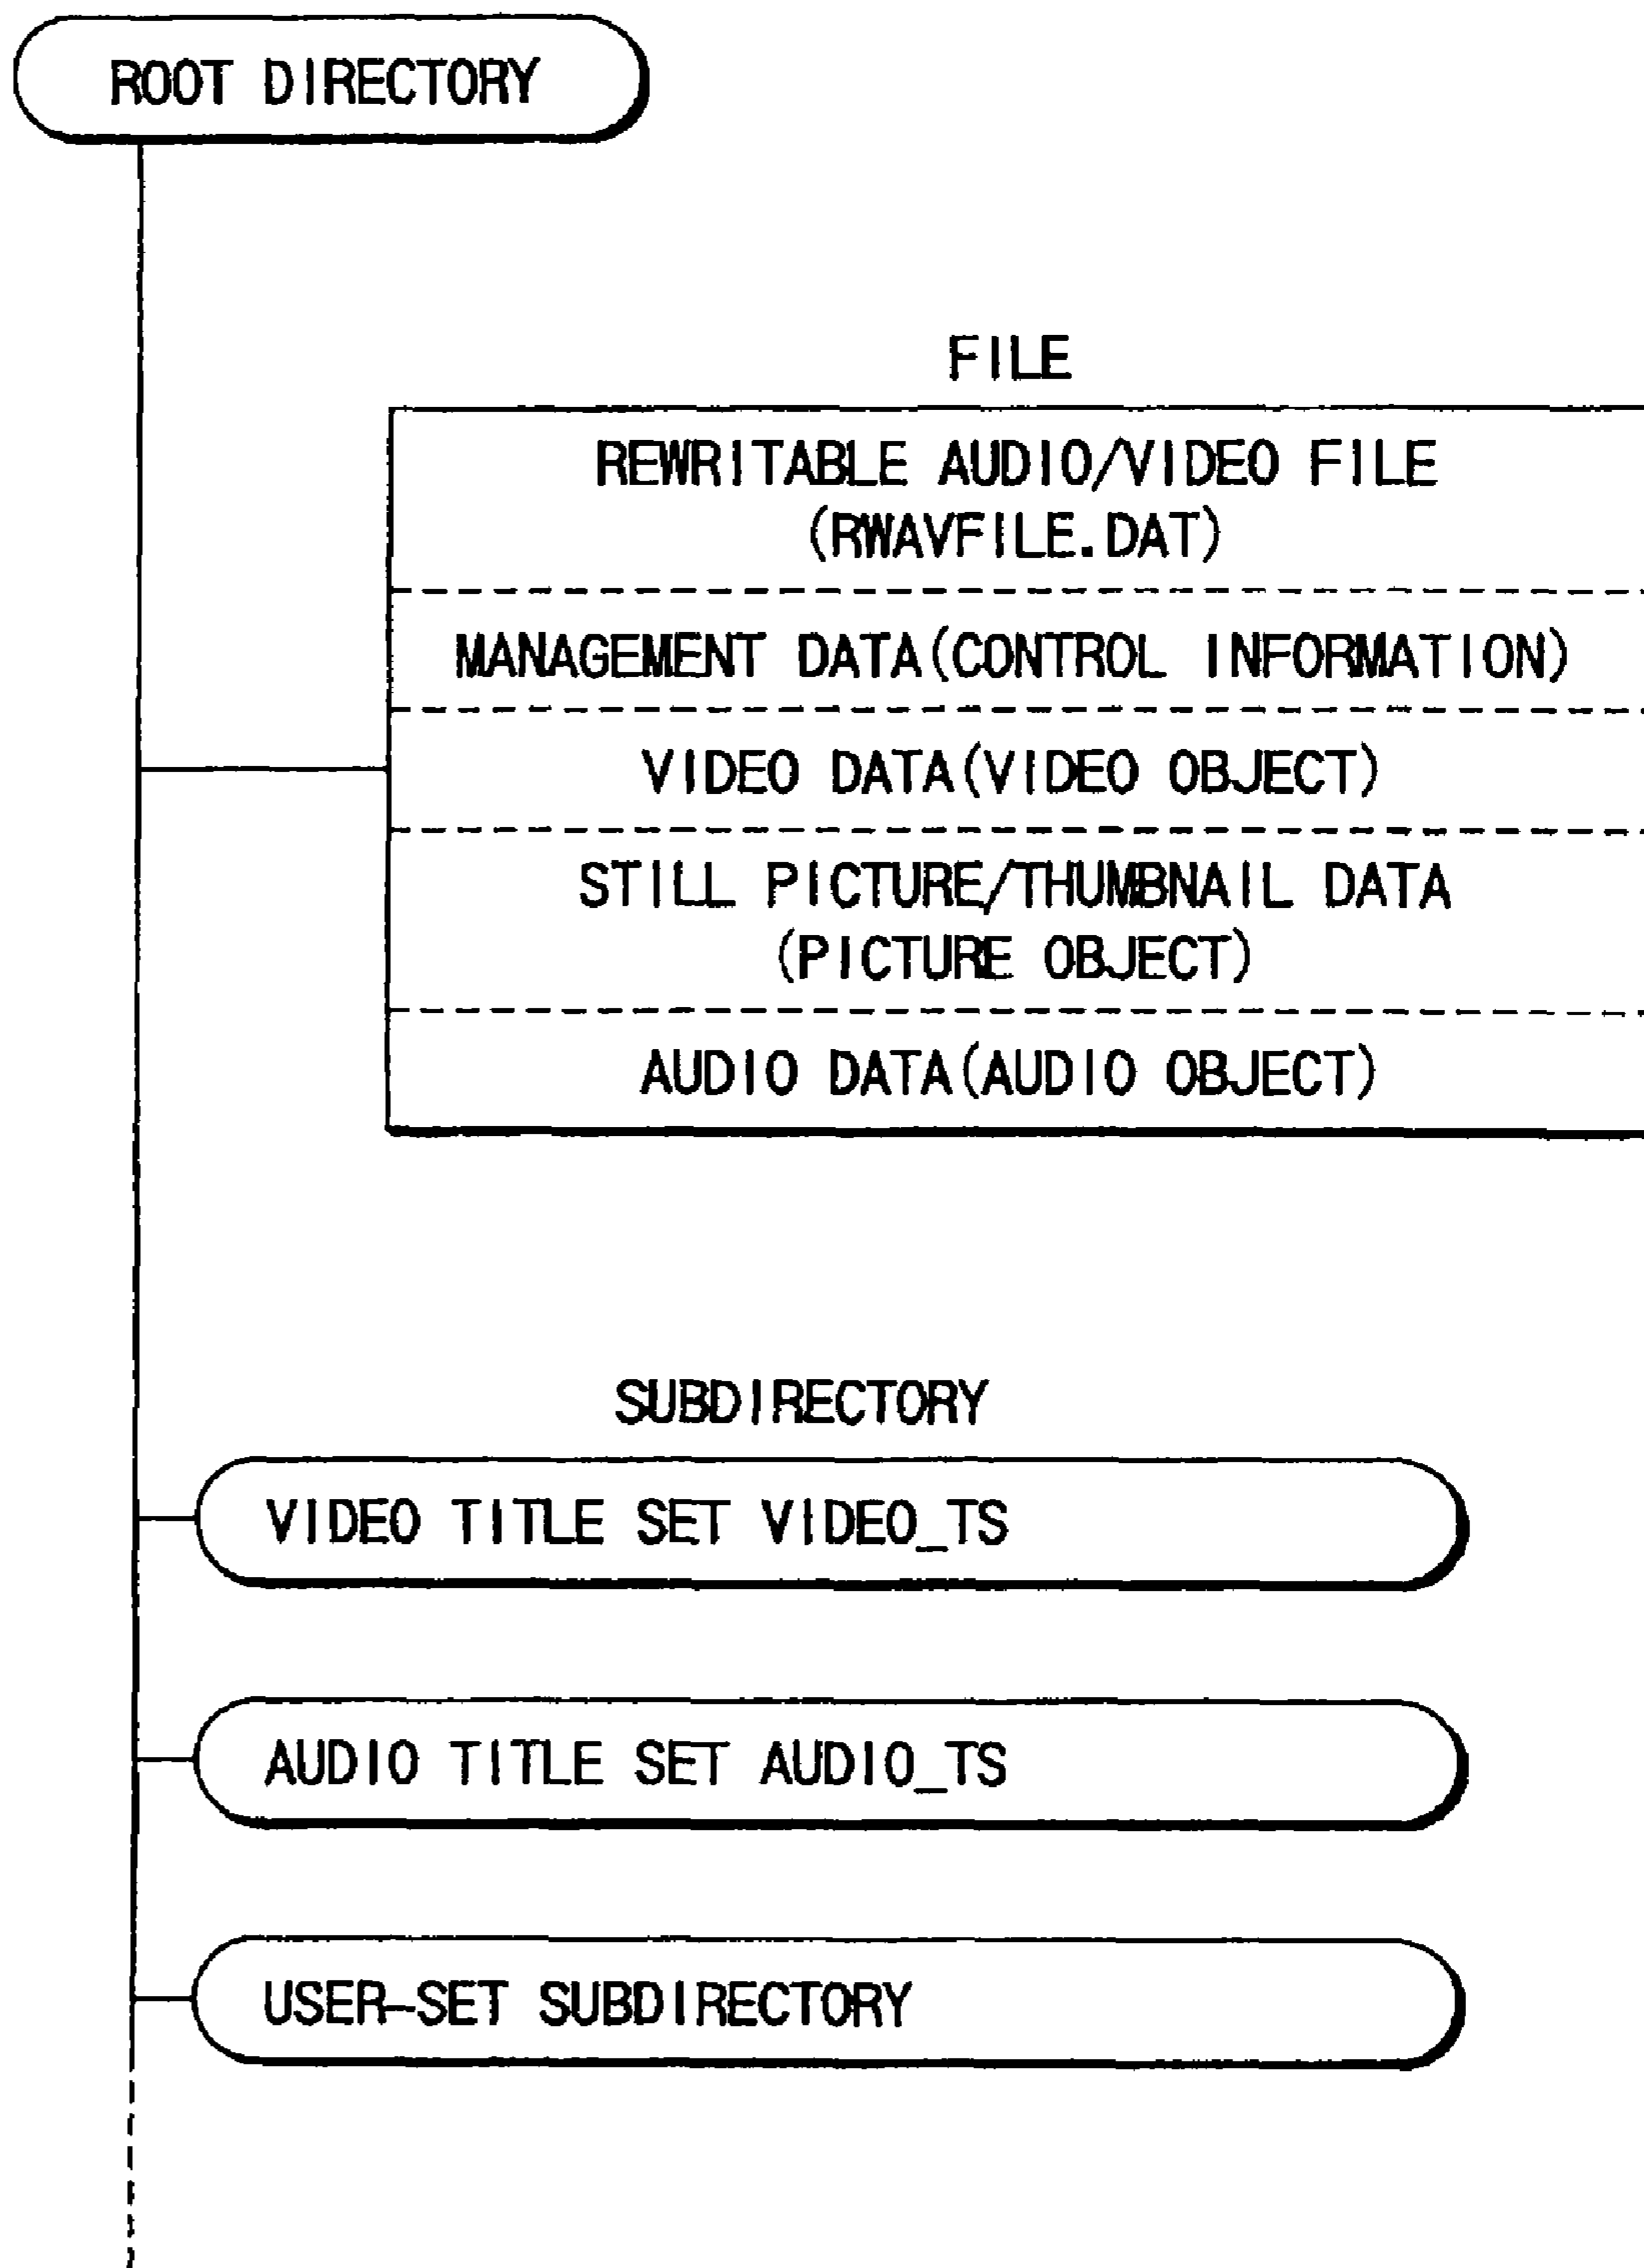 ROOT DIRECTORY
FILE
REWRITABLE AUDIO/VIDEO FILE
(RWAVFILE.DAT)
MANAGEMENT DATA(CONTROL INFORMATION)
VIDEO DATA(VIDEO OBJECT)
STILL PICTURE/THUMBNAIL DATA
(PICTURE OBJECT)
AUDIO DATA(AUDIO OBJECT)
SUBDIRECTORY
VIDEO TITLE SET VIDEO_TS
AUDIO TITLE SET AUDIO_TS
USER-SET SUBDIRECTORY